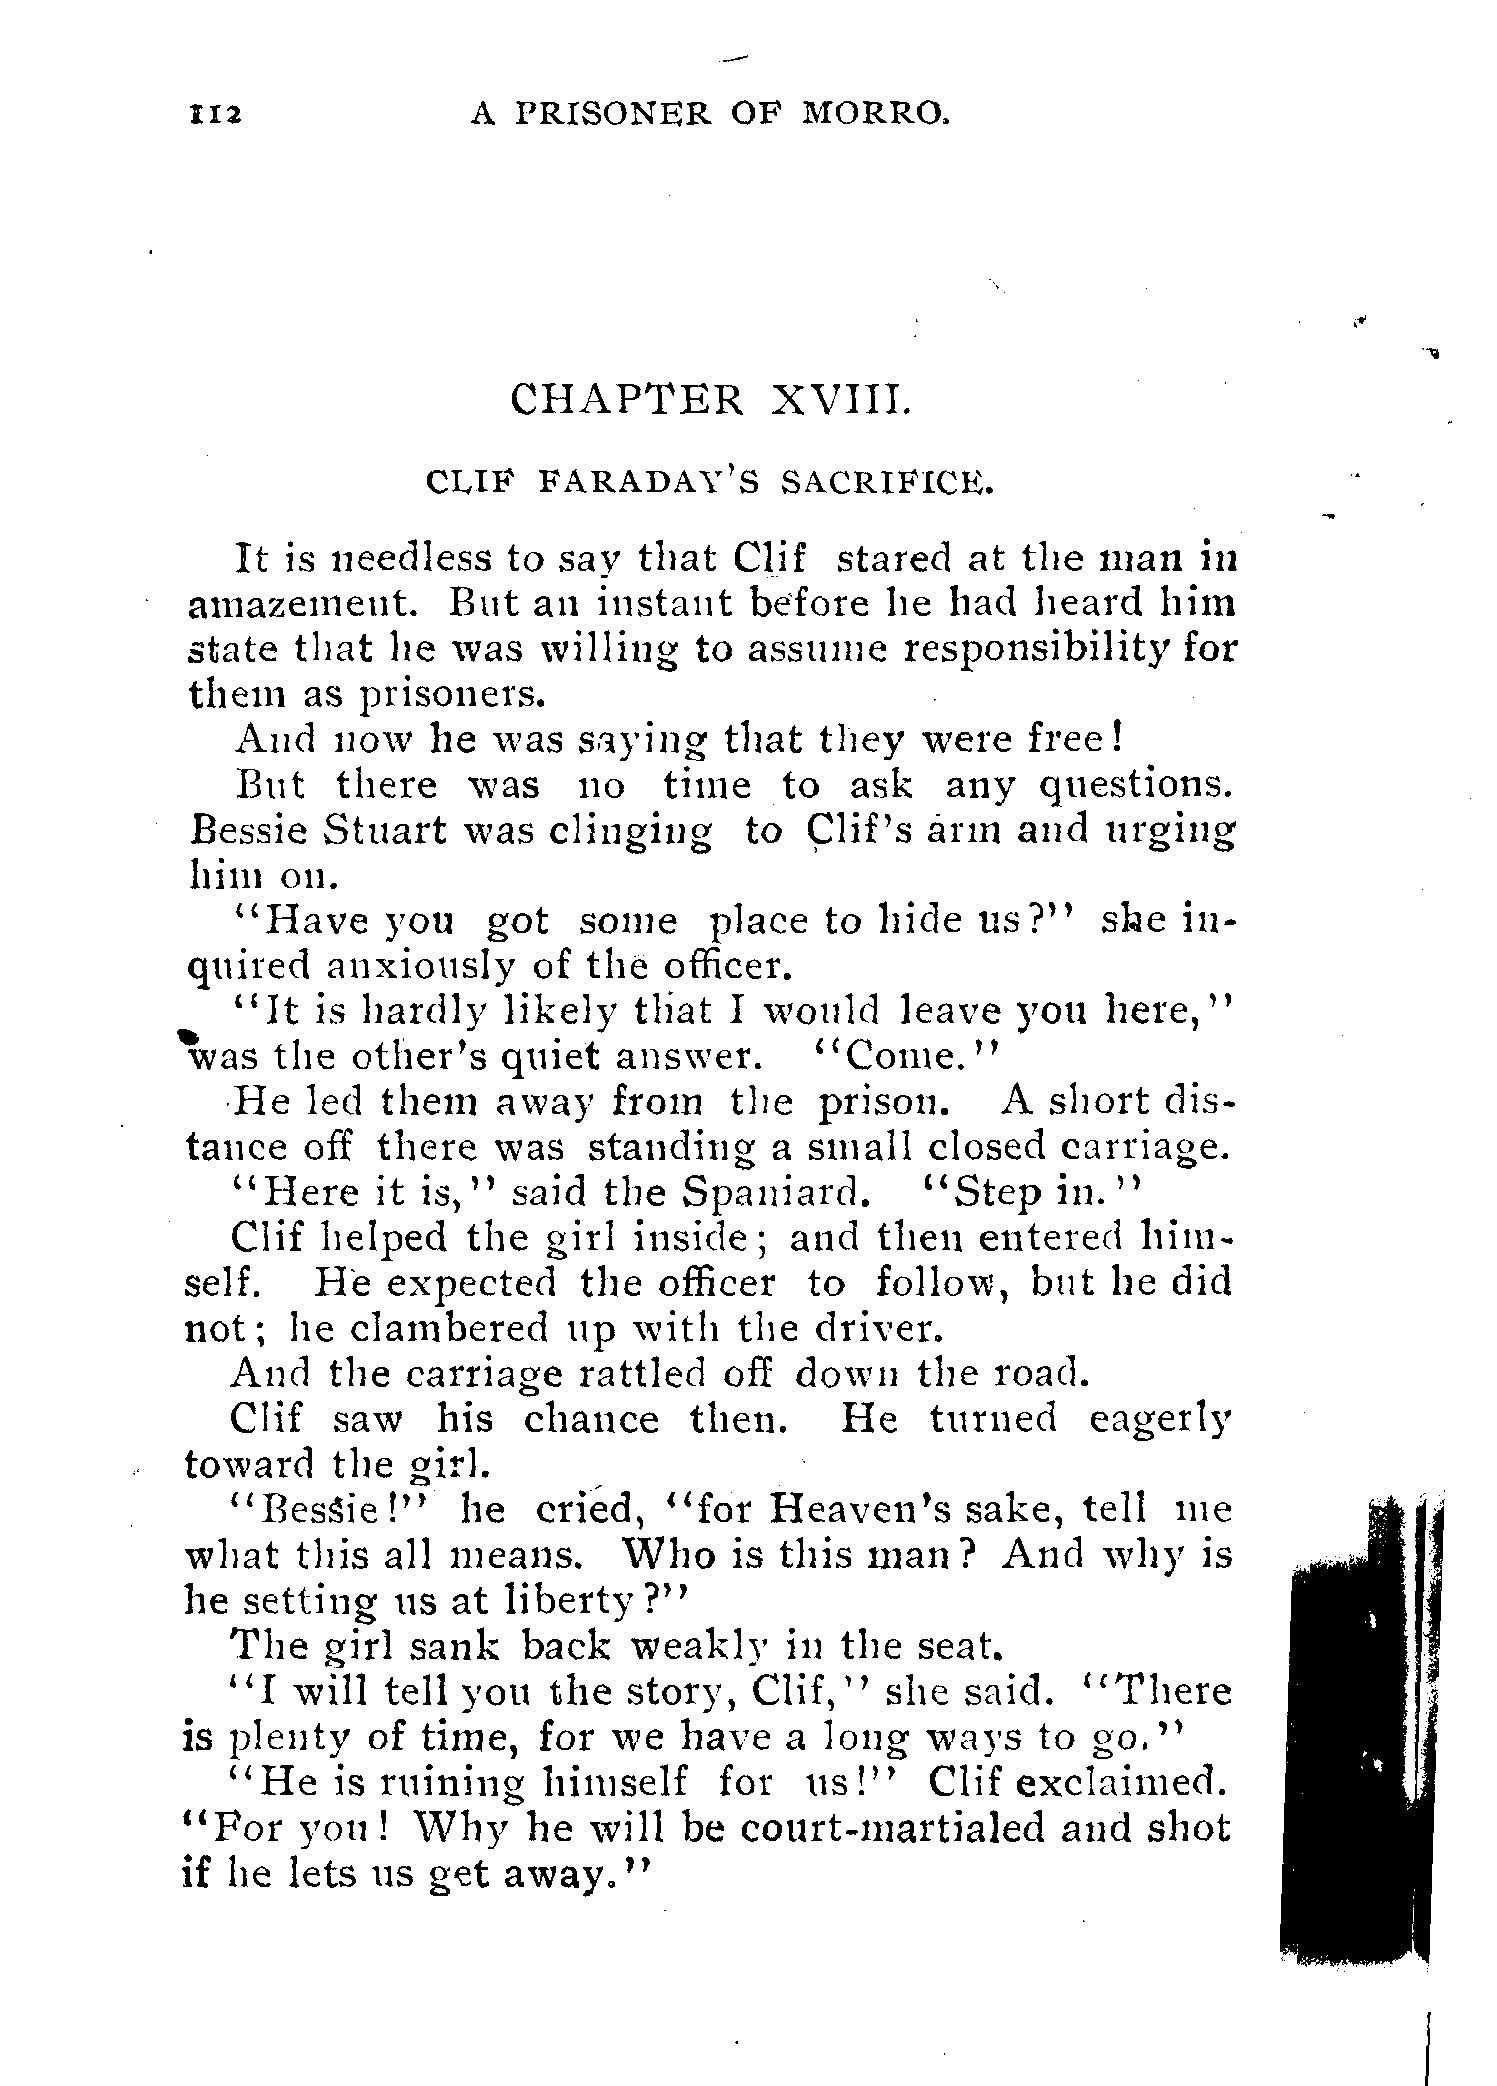 112 A PRISONER OF MORRO.
CHAPTER XVIII.
CLIF FARADAY'S SACRIFICE.
It is needless to say that Clif stared at the man in
amazement. But an instant before he had heard him
state that he was willing to assume responsibility for
them as prisoners.
And now he was saying that they were free!
But there was no time to ask any questions.
Bessie Stuart was clinging to Clif's arm and urging
him on.
"Have you got some place to hide us?" she in-
quired anxiously of the officer.
"It is hardly likely that I would leave you here,"
was the other's quiet answer. "Come."
He led them away from the prison. A short dis-
tance off there was standing a small closed carriage.
"Here it is," said the Spaniard. "Step in."
Clif helped the girl inside; and then entered him-
self. He expected the officer to follow, but he did
not; he clambered up with the driver.
And the carriage rattled off down the road.
Clif saw his chance then. He turned eagerly
toward the girl.
"Bessie!" he cried, "for Heaven's sake, tell me
what this all means. Who is this man? And why is
he setting us at liberty?"
The girl sank back weakly in the seat.
"I will tell you the story, Clif," she said. "There
is plenty of time, for we have a long ways to go."
"He is ruining himself for us!" Clif exclaimed.
"For you! Why he will be court-martialed and shot
if he lets us get away."